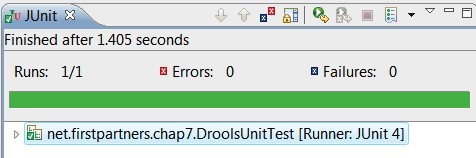 JUnit
Finished after 1.405 seconds
Runs: 1/1 Errors: 0 Failures: 0
net.firstpartners.chap7.DroolsUnitTest [Runner: JUnit 4]